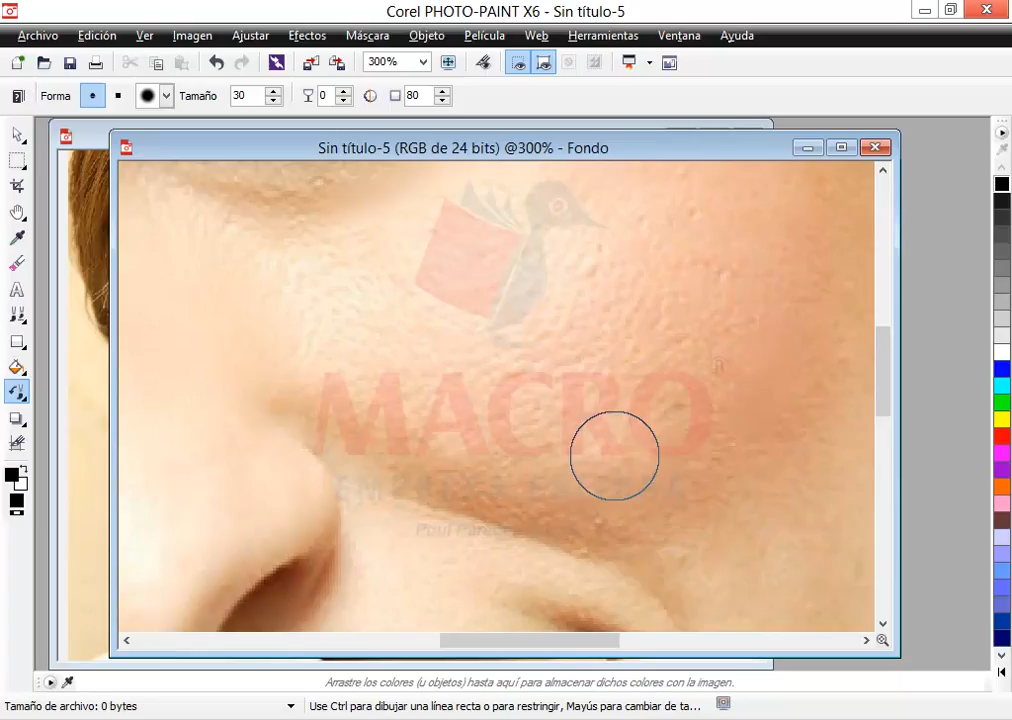 Corel PHOTO-PAINT X6 - Sin título-5
Archivo Edición Ver Imagen Ajustar Efectos Máscara Objeto Película Web Herramientas Ventana Ayuda
300%
Forma Tamaño 30 0 80
Sin título-5 (RGB de 24 bits) @300% - Fondo
MACRO
EMPRESA EDITORA
Arrastre los colores (u objetos) hasta aquí para almacenar dichos colores con la imagen.
Tamaño de archivo: 0 bytes Use Ctrl para dibujar una línea recta o para restringir, Mayús para cambiar de ta...